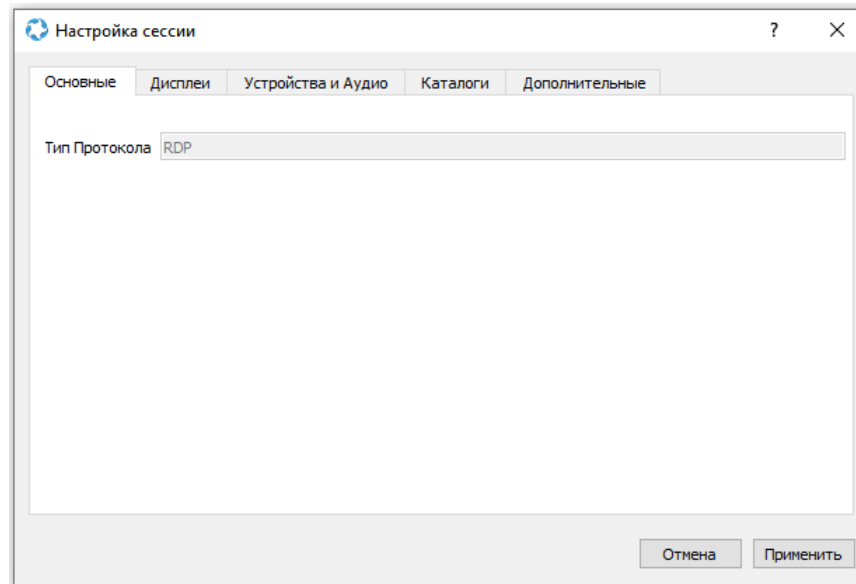 Настройка сессии ?
Основные Дисплеи Устройства и Аудио Каталоги Дополнительные
Тип Протокола RDP
Отмена Применить